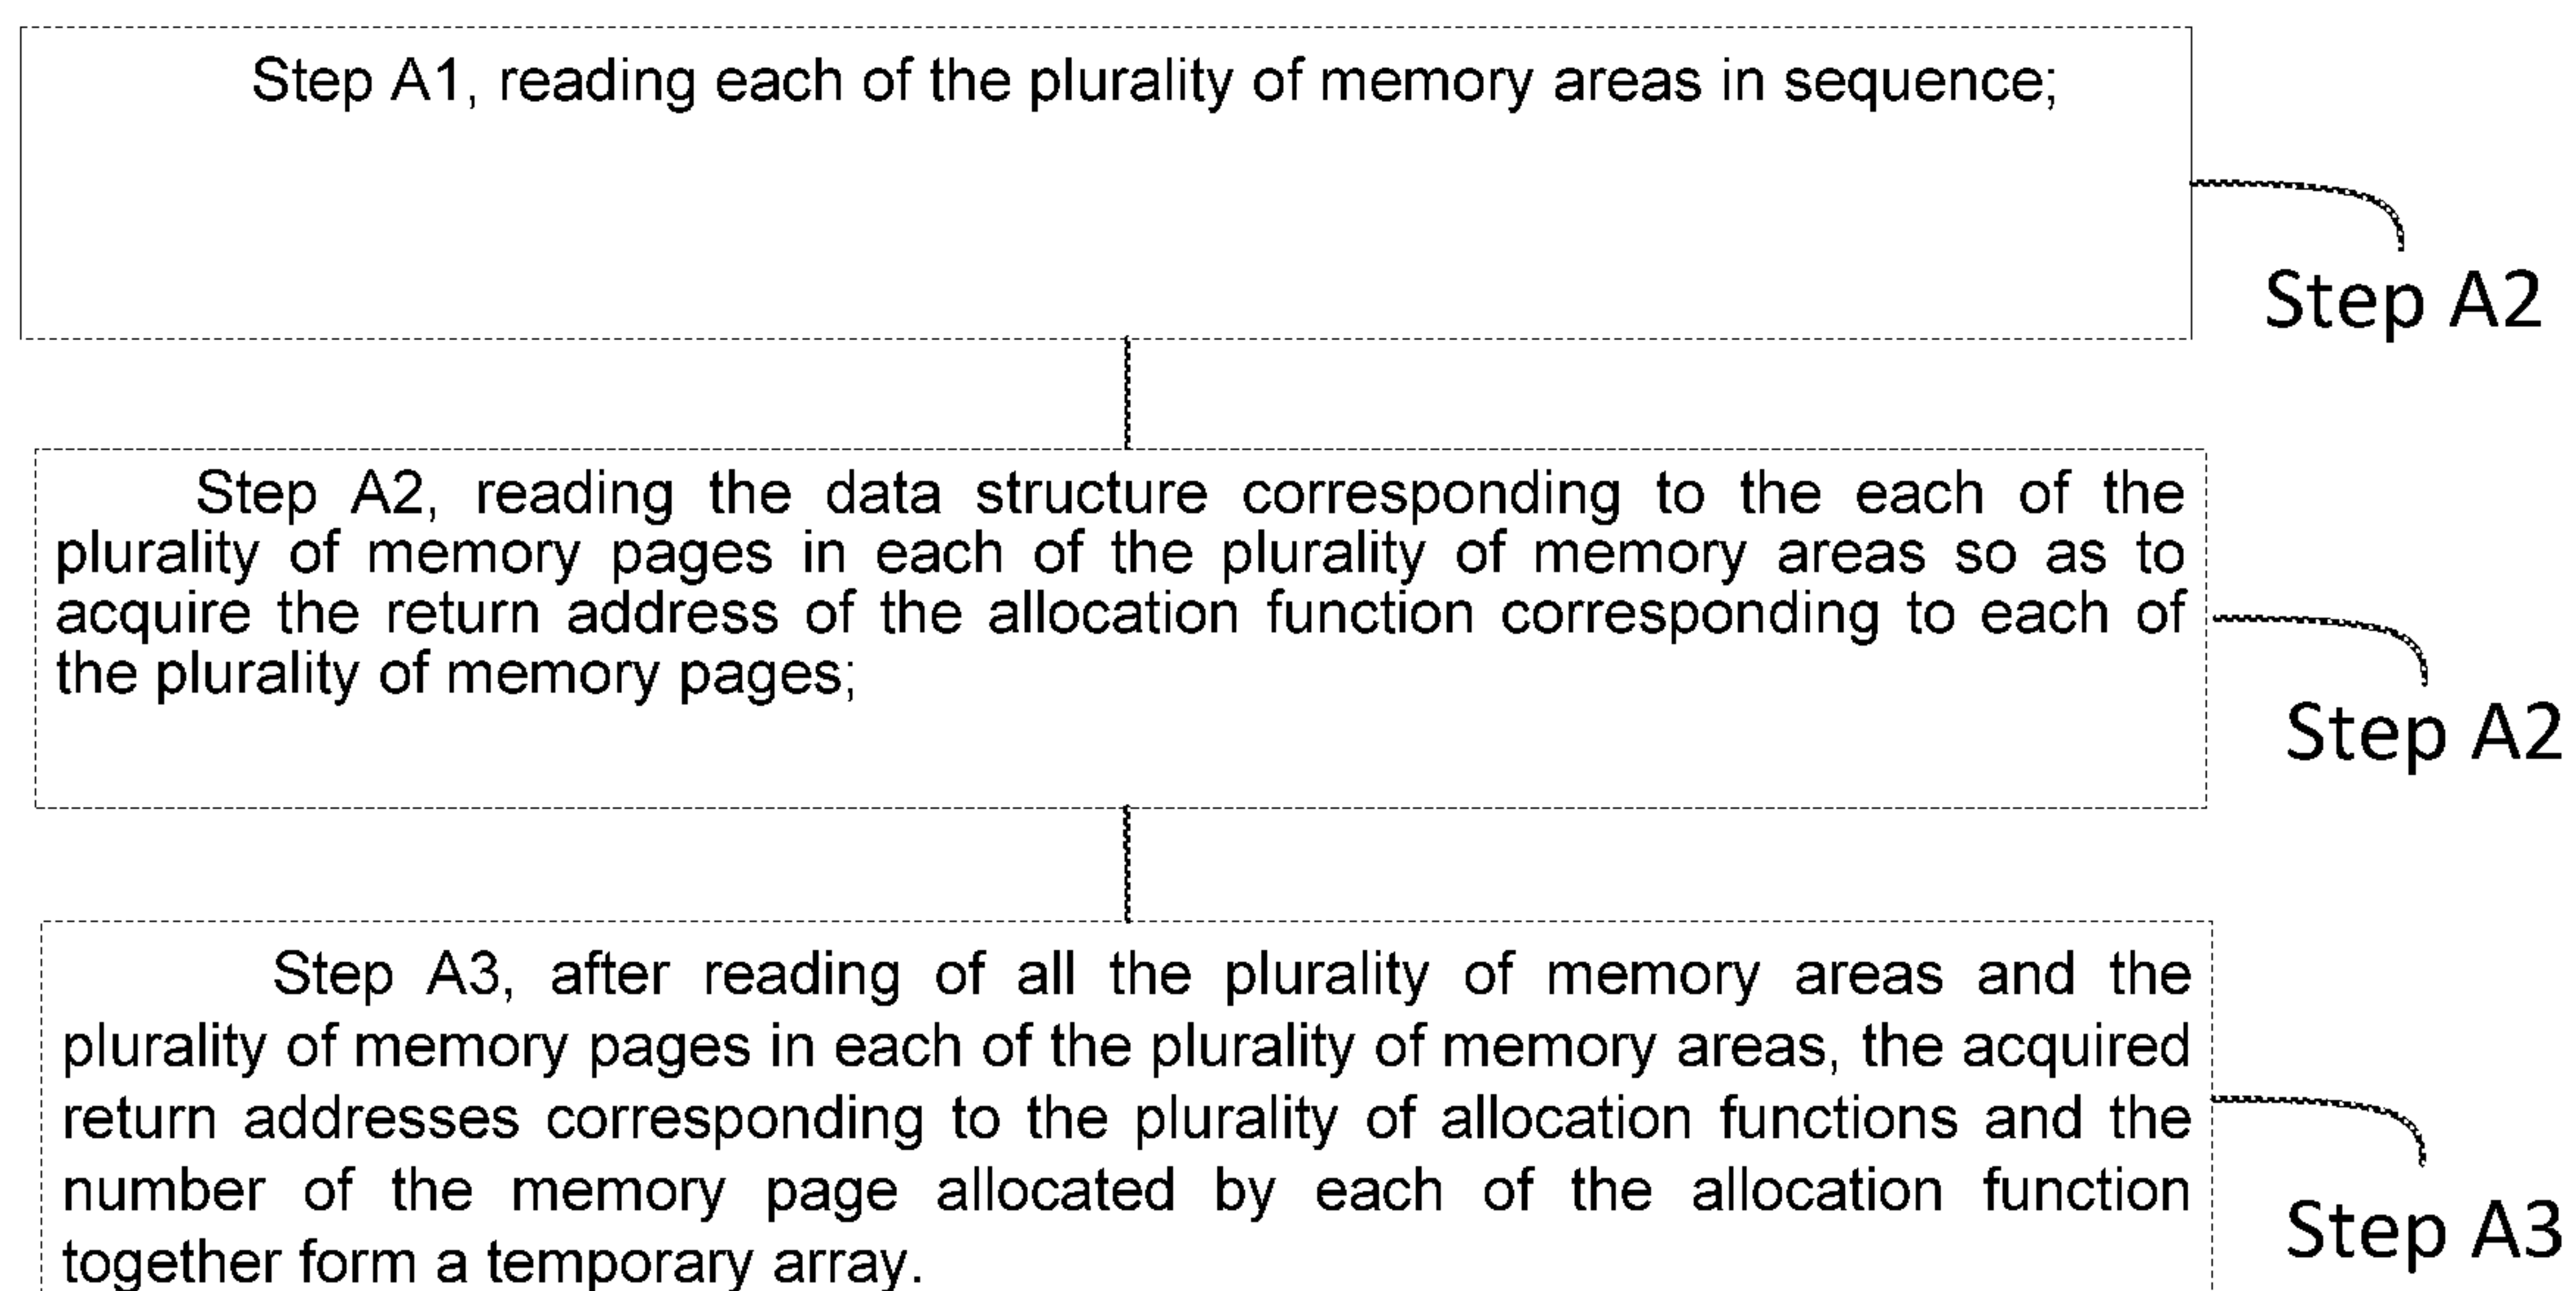 Step A1, reading each of the plurality of memory areas in sequence;
Step A2
Step A2, reading the data structure corresponding to the each of the
plurality of memory pages in each of the plurality of memory areas so as to
acquire the return address of the allocation function corresponding to each of
the plurality of memory pages;
Step A2
Step A3, after reading of all the plurality of memory areas and the
plurality of memory pages in each of the plurality of memory areas, the acquired
return addresses corresponding to the plurality of allocation functions and the
number of the memory page allocated by each of the allocation function
together form a temporary array.
Step A3